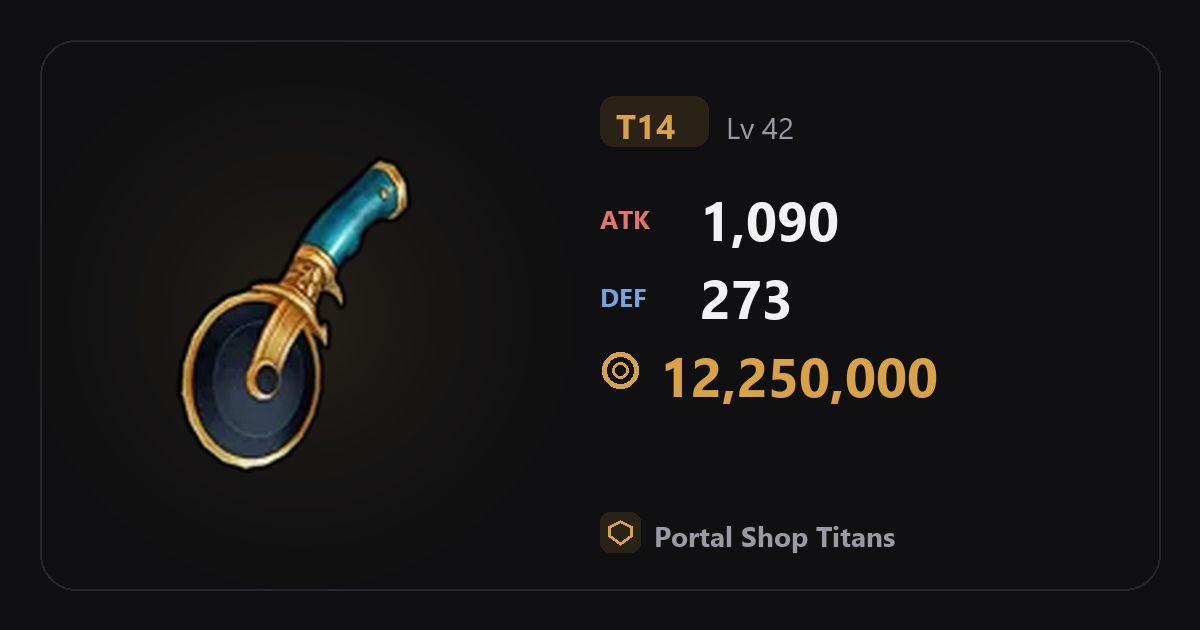 T14 Lv 42
ATK 1,090
DEF 273
12,250,000
Portal Shop Titans